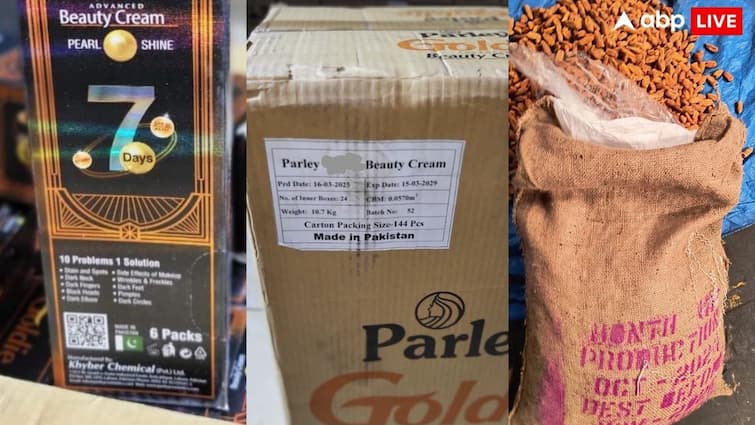 ADVANCED
Beauty Cream
PEARL SHINE
7
Days
10 Problems 1 Solution
Stain and Spots
Dark Neck
Dark Fingers
Black Heads
Dark Elbow
Side Effects of Makeup
Wrinkles & Freckles
Dark Feet
Pimples
Dark Circles
MADE IN
PAKISTAN
6 Packs
Manufactured By:
Khyber Chemical (Pvt.) Ltd.
Goldie
Parley
Goldie
Beauty Cream
Parley Beauty Cream
Prd Date: 16-03-2025 Exp Date: 15-03-2029
No. of Inner Boxes: 24 CBM: 0.0570m³
Weight: 10.7 Kg Batch No: 52
Carton Packing Size-144 Pcs
Made in Pakistan
Parley
Gold
abp LIVE
MONTH OF
PRODUCTION
OCT - 202
BEST BEFO